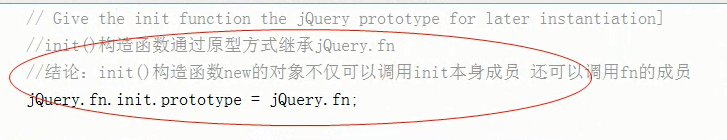 // Give the init function the jQuery prototype for later instantiation]
//init()构造函数通过原型方式继承jQuery.fn
//结论：init()构造函数new的对象不仅可以调用init本身成员 还可以调用fn的成员
jQuery.fn.init.prototype = jQuery.fn;